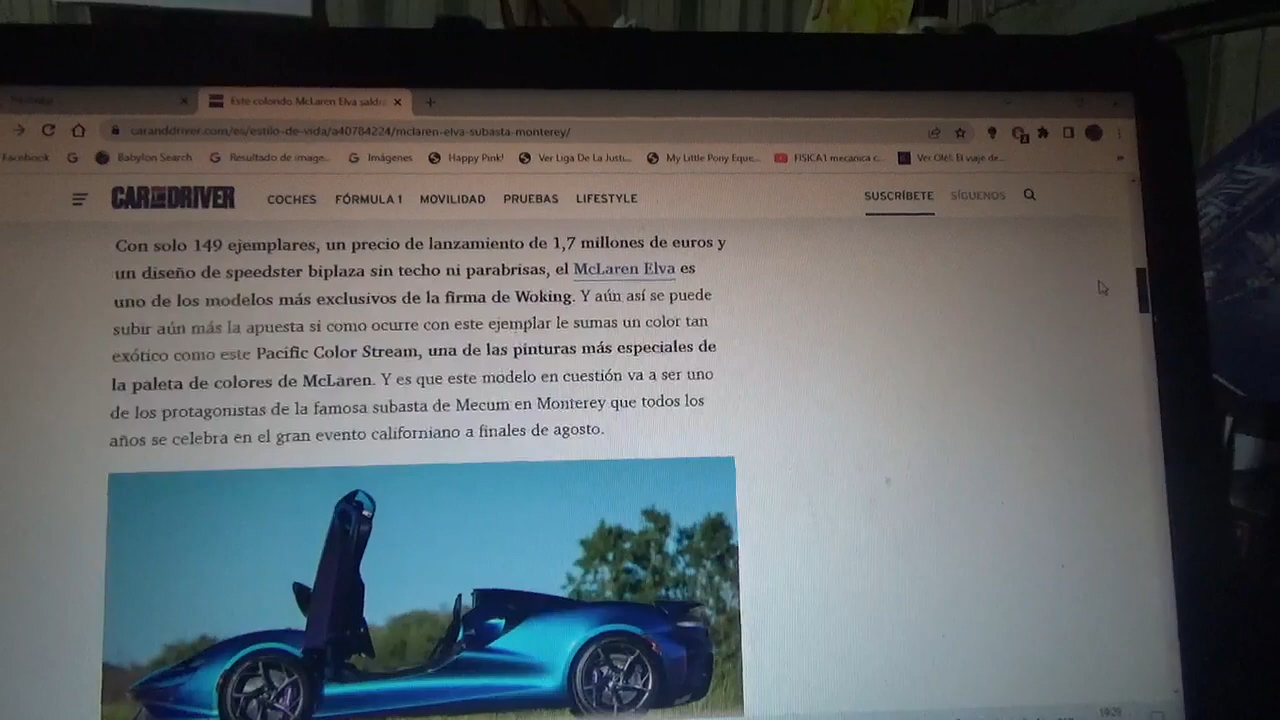 Este colorido McLaren Elva saldrá
caranddriver.com/es/estilo-de-vida/a40784224/mclaren-elva-subasta-monterey/
Facebook
Babylon Search
Resultado de image...
Imágenes
Happy Pink!
Ver Liga De La Justi...
My Little Pony Eque...
FISICA1 mecanica c...
Ver Olé!: El viaje de...
CAR AND DRIVER
COCHES
FÓRMULA 1
MOVILIDAD
PRUEBAS
LIFESTYLE
SUSCRÍBETE
SÍGUENOS
Con solo 149 ejemplares, un precio de lanzamiento de 1,7 millones de euros y
un diseño de speedster biplaza sin techo ni parabrisas, el McLaren Elva es
uno de los modelos más exclusivos de la firma de Woking. Y aún así se puede
subir aún más la apuesta si como ocurre con este ejemplar le sumas un color tan
exótico como este Pacific Color Stream, una de las pinturas más especiales de
la paleta de colores de McLaren. Y es que este modelo en cuestión va a ser uno
de los protagonistas de la famosa subasta de Mecum en Monterey que todos los
años se celebra en el gran evento californiano a finales de agosto.